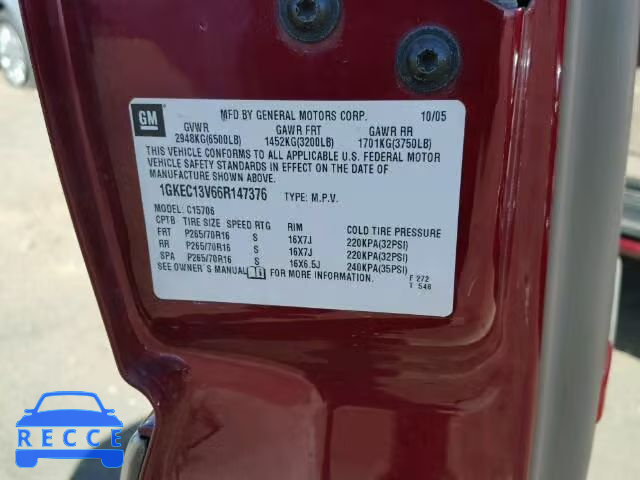 GM
MFD BY GENERAL MOTORS CORP. 10/05
GVWR GAWR FRT GAWR RR
2948KG(6500LB) 1452KG(3200LB) 1701KG(3750LB)
THIS VEHICLE CONFORMS TO ALL APPLICABLE U.S. FEDERAL MOTOR
VEHICLE SAFETY STANDARDS IN EFFECT ON THE DATE OF
MANUFACTURE SHOWN ABOVE.
1GKEC13V66R147376 TYPE: M.P.V.
C15706
CPTB TIRE SIZE SPEED RTG RIM COLD TIRE PRESSURE
FRT P265/70R16 S 16X7J 220KPA(32PSI)
RR P265/70R16 S 16X7J 220KPA(32PSI)
SPA P265/70R16 S 16X6.5J 240KPA(35PSI)
SEE OWNER'S MANUAL FOR MORE INFORMATION.
F 272
T 546
RECCE